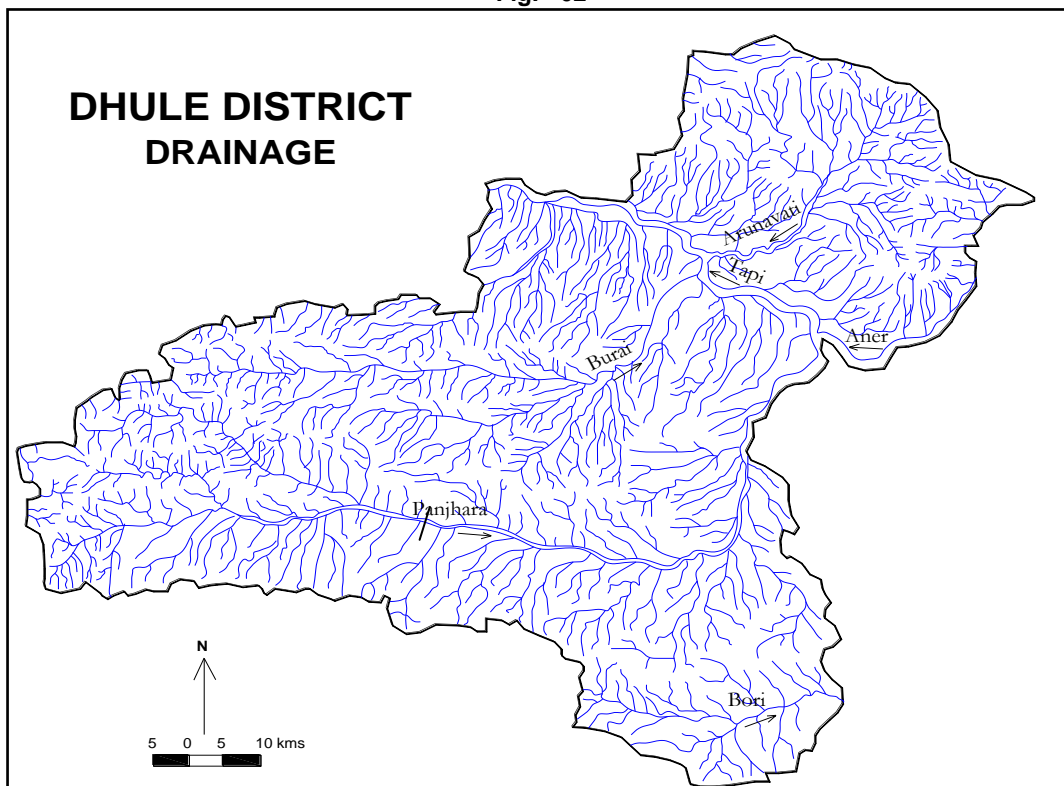 DHULE DISTRICT
DRAINAGE
Arunavati
Tapi
Aner
Burai
Panjhara
Bori
N
5 0 5 10 kms